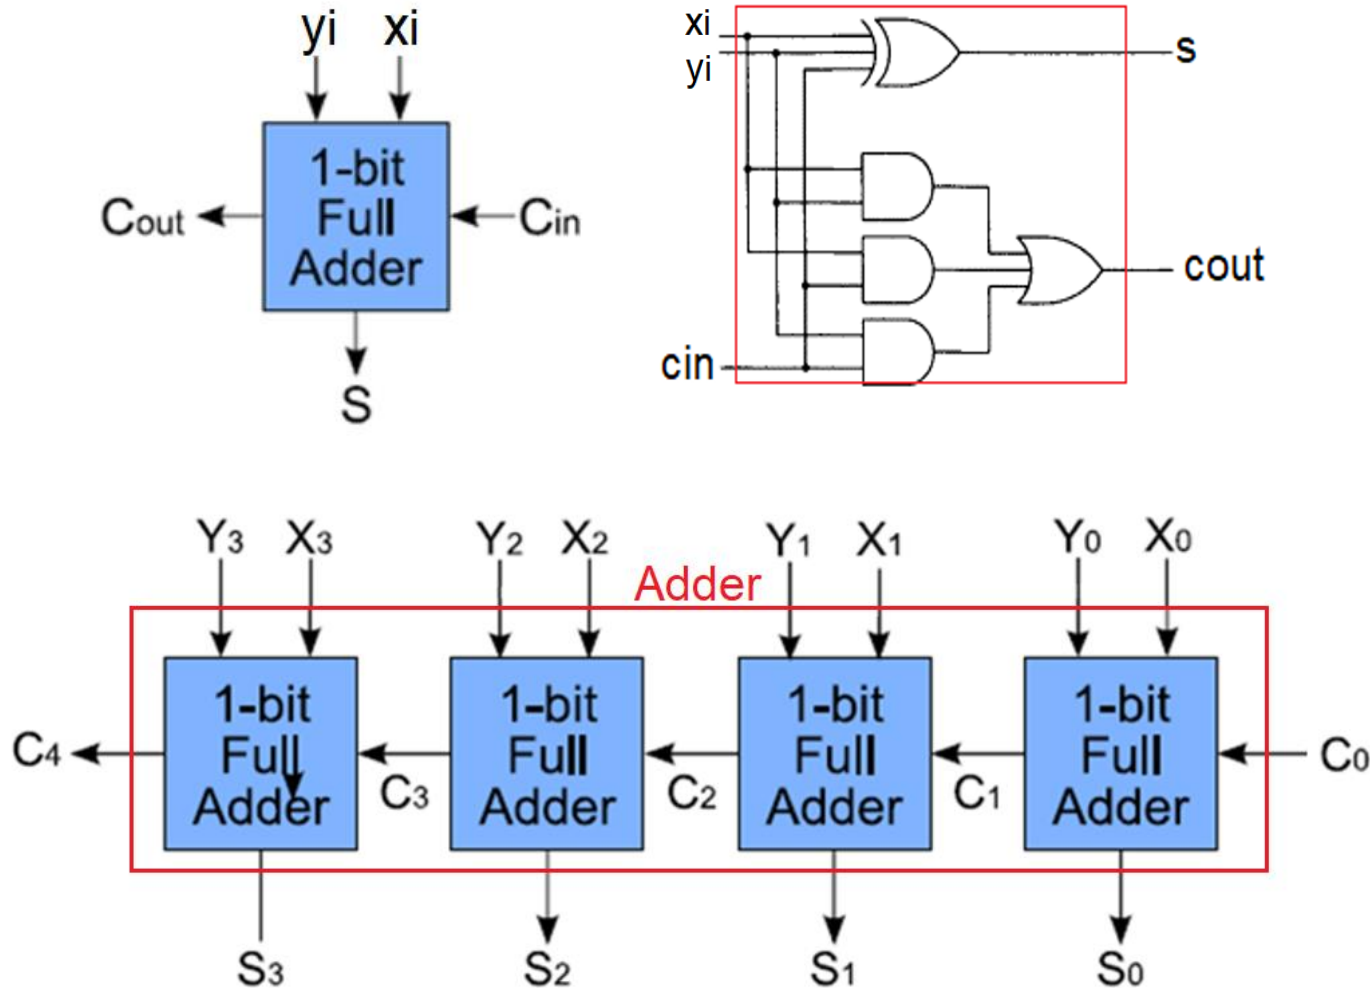 yi xi
1-bit
Full
Adder
Cout
Cin
S
xi
yi
s
cout
cin
Y3 X3 Y2 X2 Y1 X1 Y0 X0
Adder
1-bit
Full
Adder
1-bit
Full
Adder
1-bit
Full
Adder
1-bit
Full
Adder
C4 C3 C2 C1 C0
S3 S2 S1 S0